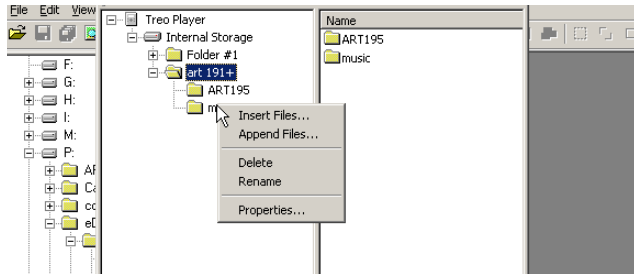 File Edit View
F:
G:
H:
I:
M:
P:
Treo Player
Internal Storage
Folder #1
art 191+
ART195
m
Insert Files...
Append Files...
Delete
Rename
Properties...
Name
ART195
music